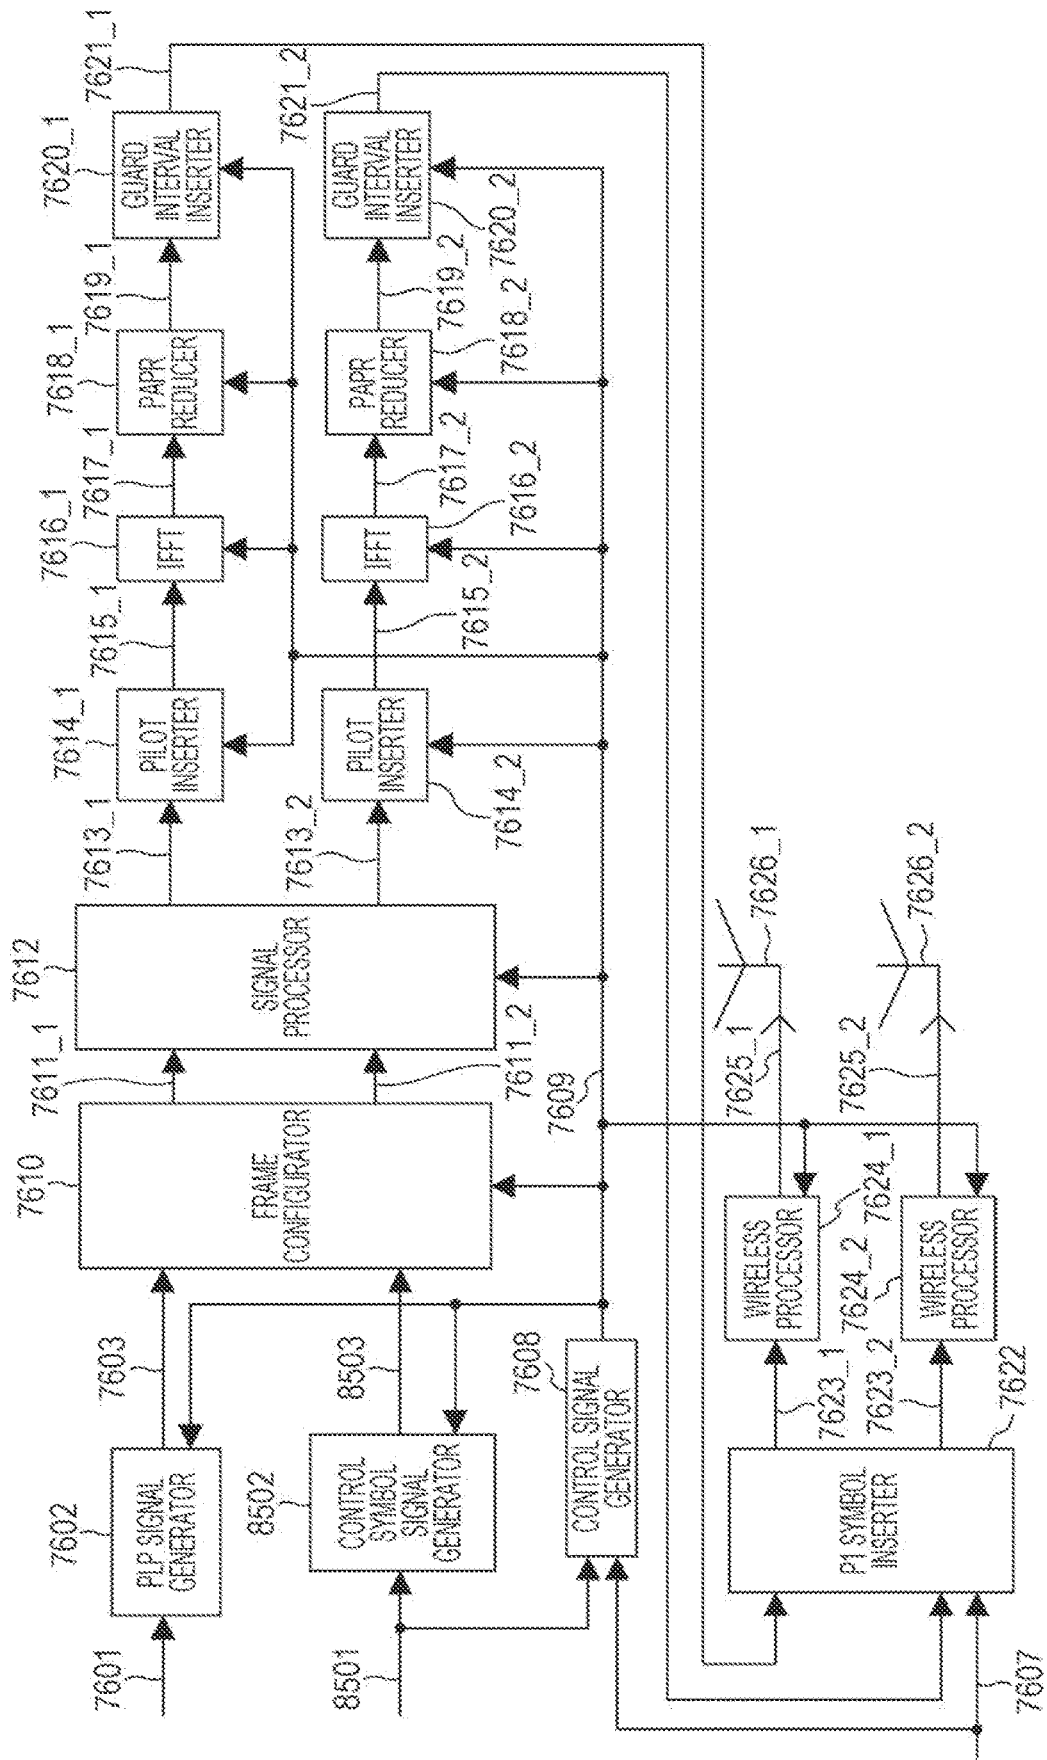 7601
7602
PLP SIGNAL
GENERATOR
7603
8501
8502
CONTROL
SYMBOL
SIGNAL
GENERATOR
8503
7607
7608
CONTROL SIGNAL
GENERATOR
7609
7610
FRAME
CONFIGURATOR
7611_1
7611_2
7612
SIGNAL
PROCESSOR
7613_1
7613_2
7614_1
PILOT
INSERTER
7614_2
PILOT
INSERTER
7615_1
7615_2
7616_1
IFFT
7616_2
IFFT
7617_1
7617_2
7618_1
PAPR
REDUCER
7618_2
PAPR
REDUCER
7619_1
7619_2
7620_1
GUARD
INTERVAL
INSERTER
7620_2
GUARD
INTERVAL
INSERTER
7621_1
7621_2
7622
P1 SYMBOL
INSERTER
7623_1
7623_2
7624_1
WIRELESS
PROCESSOR
7624_2
WIRELESS
PROCESSOR
7625_1
7625_2
7626_1
7626_2